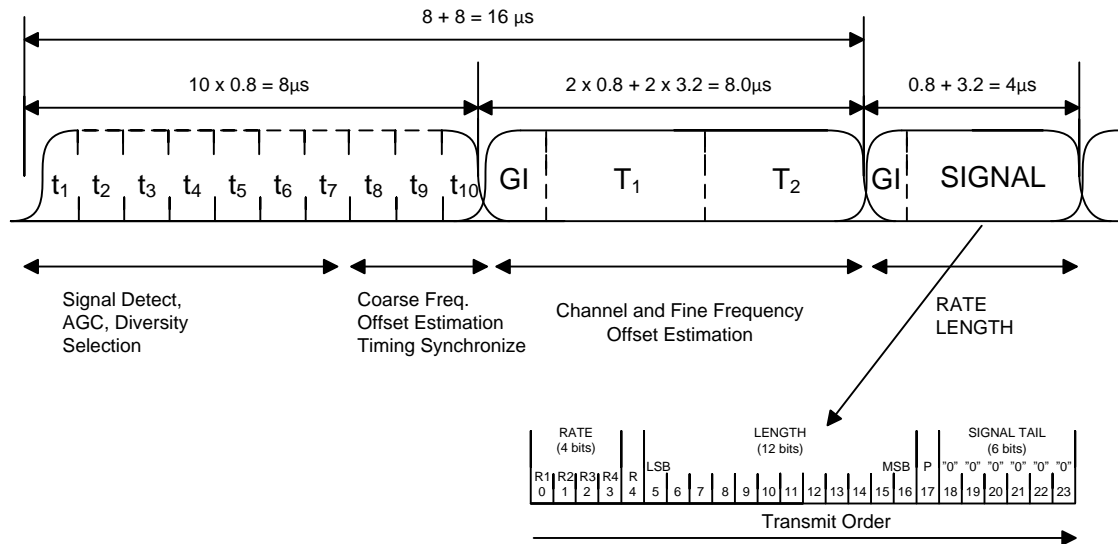 8 + 8 = 16 µs
10 x 0.8 = 8µs
2 x 0.8 + 2 x 3.2 = 8.0µs
0.8 + 3.2 = 4µs
t1 t2 t3 t4 t5 t6 t7 t8 t9 t10 GI T1 T2 GI SIGNAL
Signal Detect,
AGC, Diversity
Selection
Coarse Freq.
Offset Estimation
Timing Synchronize
Channel and Fine Frequency
Offset Estimation
RATE
LENGTH
RATE
(4 bits)
LENGTH
(12 bits)
SIGNAL TAIL
(6 bits)
R1 R2 R3 R4 R LSB MSB P "0" "0" "0" "0" "0" "0"
0 1 2 3 4 5 6 7 8 9 10 11 12 13 14 15 16 17 18 19 20 21 22 23
Transmit Order